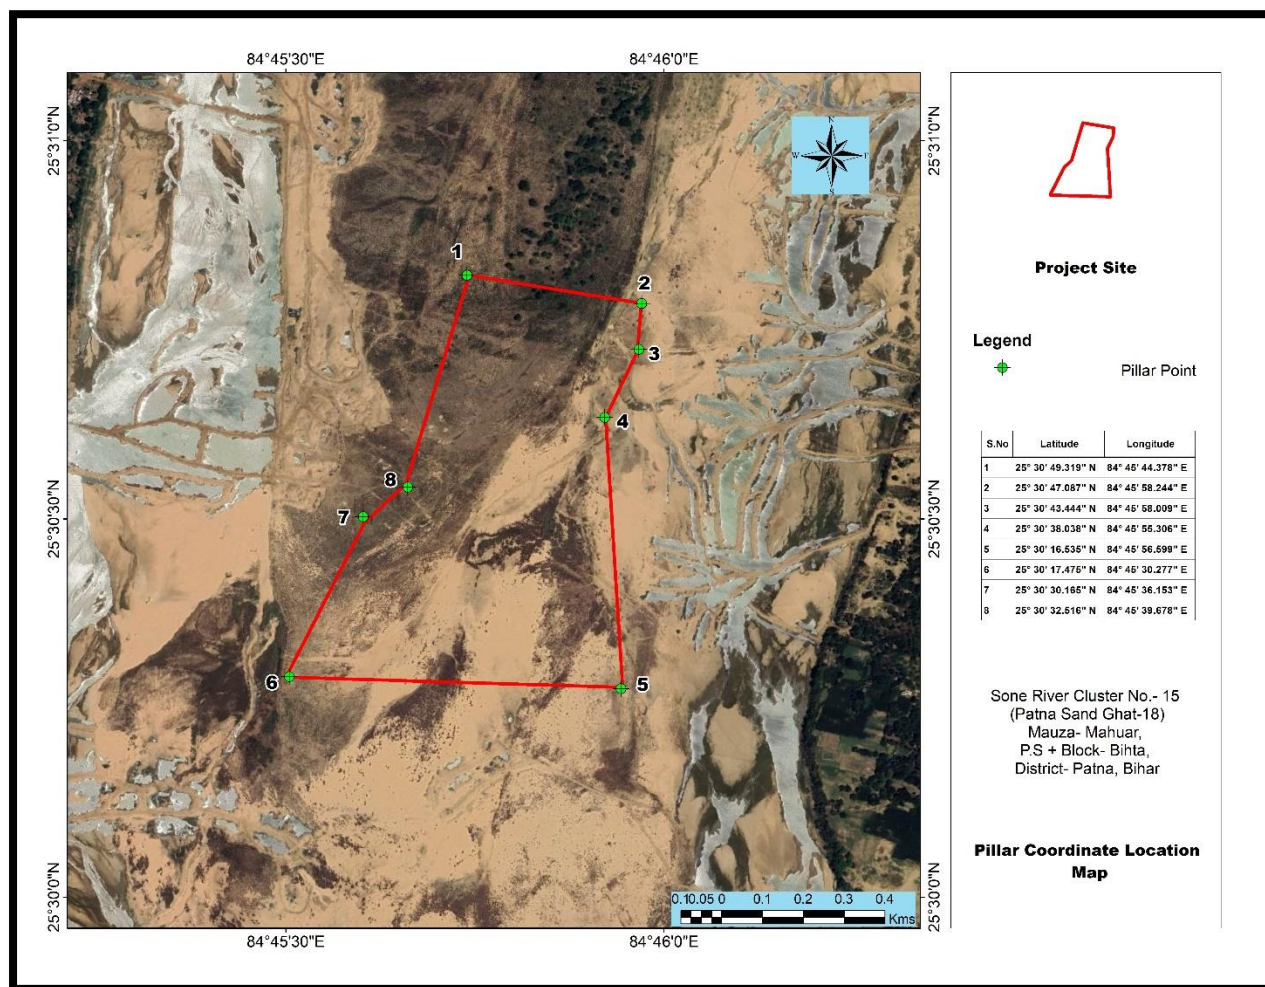 84°45'30"E 84°46'0"E
25°31'0"N 25°31'0"N
N
W E
S
1
2
3
4
8
7
25°30'30"N 25°30'30"N
6
5
0.10.05 0 0.1 0.2 0.3 0.4
Kms
25°30'0"N 25°30'0"N
84°45'30"E 84°46'0"E
Project Site
Legend
Pillar Point
S.No Latitude Longitude
1 25° 30' 49.319" N 84° 45' 44.378" E
2 25° 30' 47.087" N 84° 45' 58.244" E
3 25° 30' 43.444" N 84° 45' 58.009" E
4 25° 30' 38.038" N 84° 45' 55.306" E
5 25° 30' 16.535" N 84° 45' 56.599" E
6 25° 30' 17.475" N 84° 45' 30.277" E
7 25° 30' 30.165" N 84° 45' 36.153" E
8 25° 30' 32.516" N 84° 45' 39.678" E
Sone River Cluster No.- 15
(Patna Sand Ghat-18)
Mauza- Mahuar,
P.S + Block- Bihta,
District- Patna, Bihar
Pillar Coordinate Location
Map